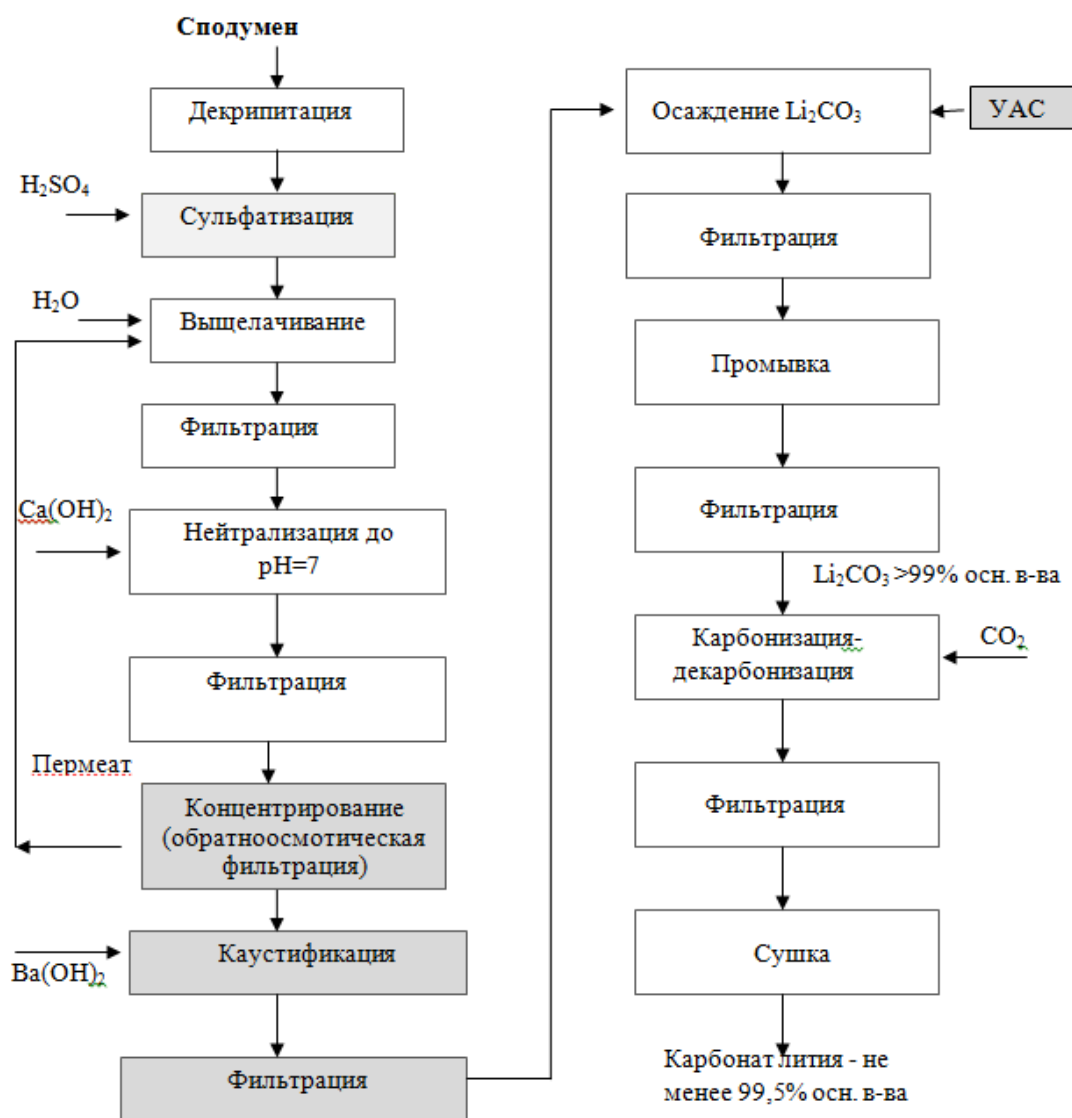 Сподумен
Декрипитация
H₂SO₄
Сульфатизация
H₂O
Выщелачивание
Фильтрация
Ca(OH)₂
Нейтрализация до
pH=7
Фильтрация
Пермеат
Концентрирование
(обратноосмотическая
фильтрация)
Каустификация
Ba(OH)₂
Фильтрация
Осаждение Li₂CO₃
УАС
Фильтрация
Промывка
Фильтрация
Li₂CO₃ >99% осн. в-ва
Карбонизация-
декарбонизация
CO₂
Фильтрация
Сушка
Карбонат лития - не
менее 99,5% осн. в-ва